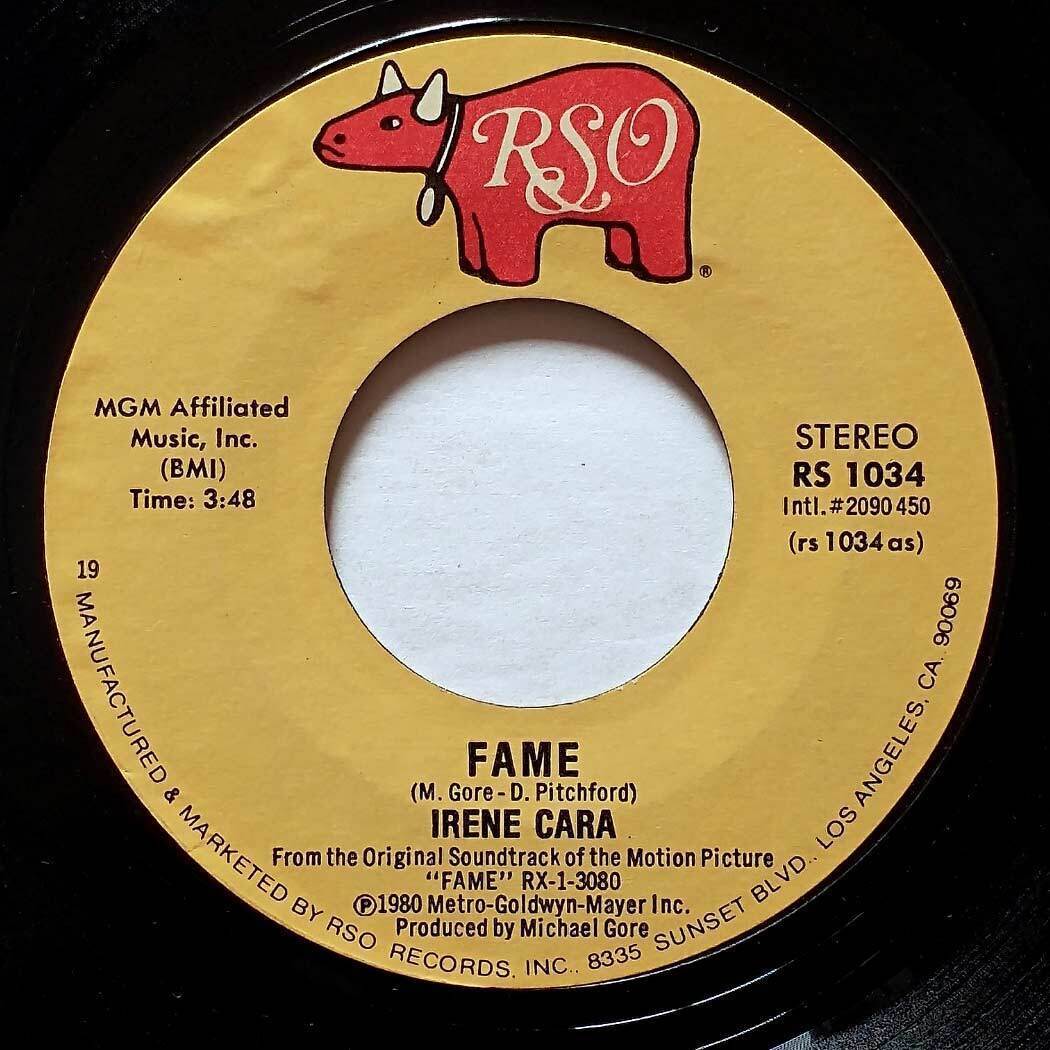 RSO
®
MGM Affiliated
Music, Inc.
(BMI)
Time: 3:48
STEREO
RS 1034
Intl.#2090 450
(rs 1034 as)
19
FAME
(M. Gore - D. Pitchford)
IRENE CARA
From the Original Soundtrack of the Motion Picture
"FAME" RX-1-3080
Ⓟ1980 Metro-Goldwyn-Mayer Inc.
Produced by Michael Gore
MANUFACTURED & MARKETED BY RSO RECORDS, INC.. 8335 SUNSET BLVD.. LOS ANGELES, CA. 90069